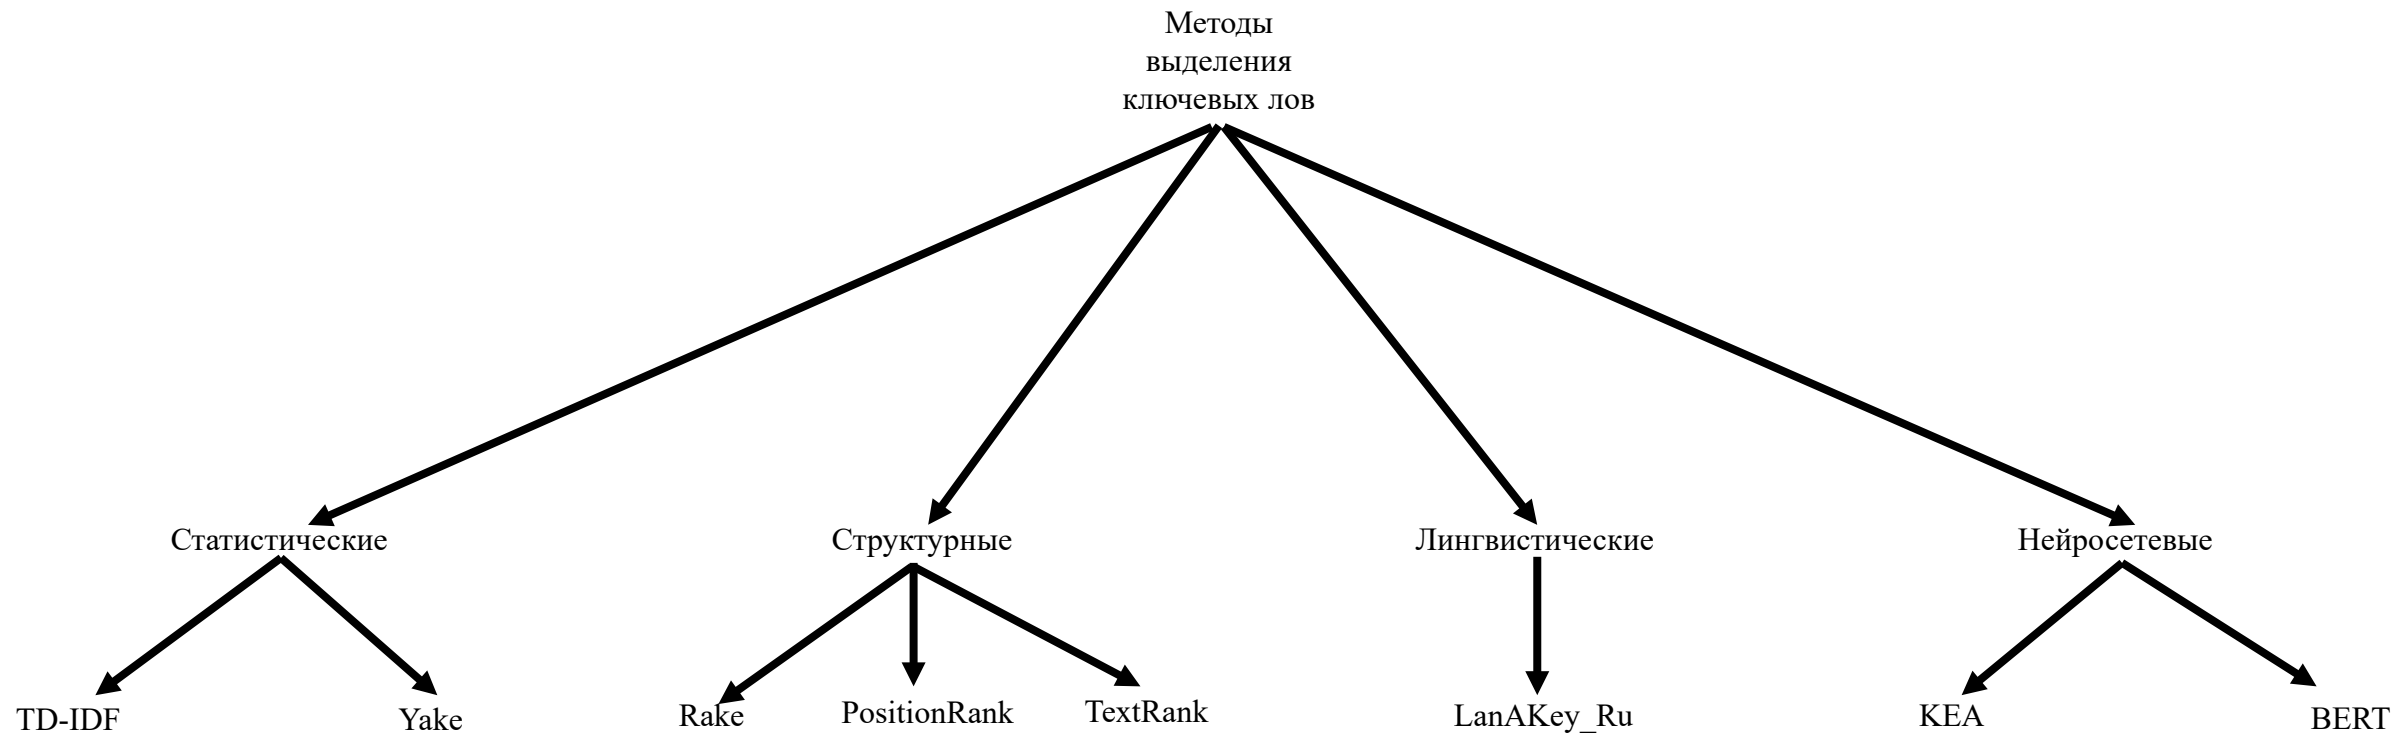 Методы
выделения
ключевых лов
Статистические
Структурные
Лингвистические
Нейросетевые
TD-IDF
Yake
Rake
PositionRank
TextRank
LanAKey_Ru
KEA
BERT